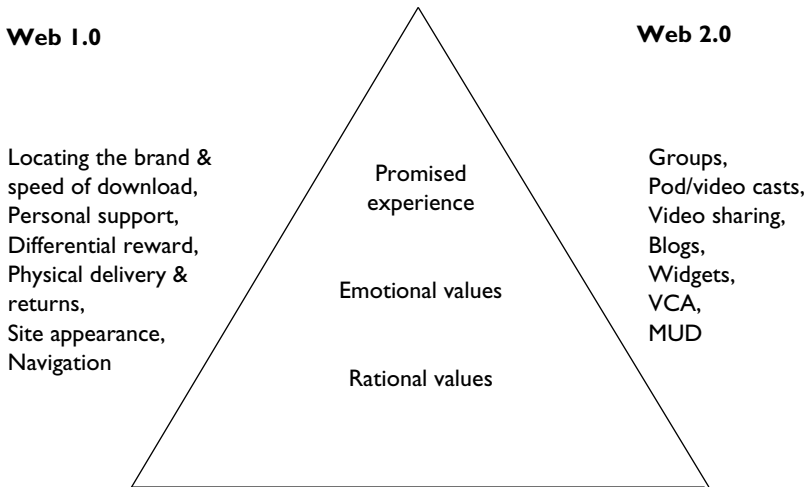 Web 1.0
Web 2.0
Locating the brand &
speed of download,
Personal support,
Differential reward,
Physical delivery &
returns,
Site appearance,
Navigation
Promised
experience
Emotional values
Rational values
Groups,
Pod/video casts,
Video sharing,
Blogs,
Widgets,
VCA,
MUD